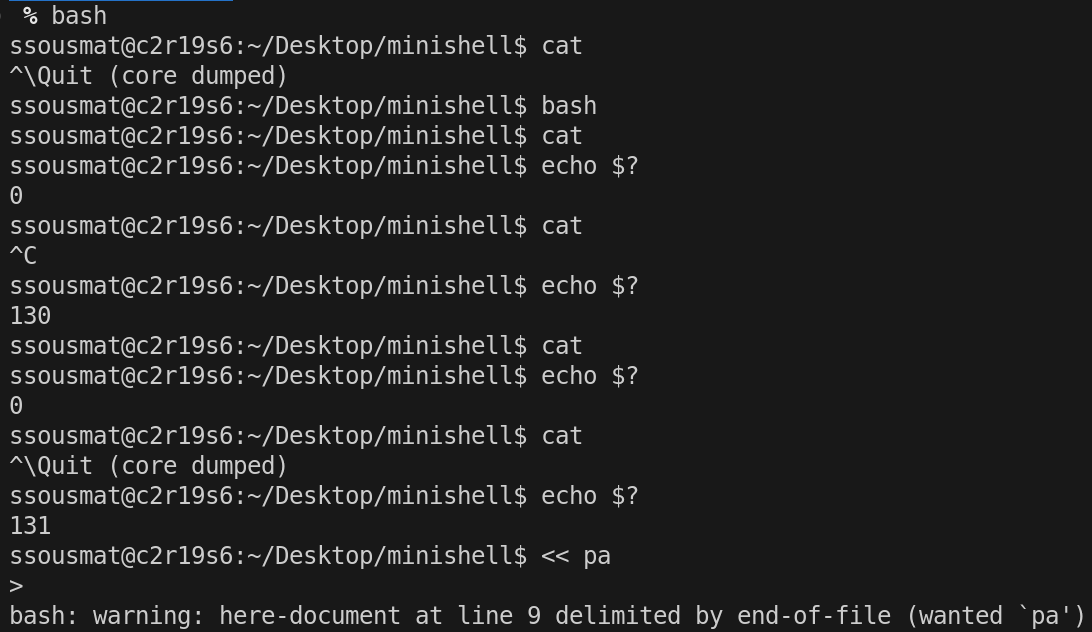 % bash
ssousmat@c2r19s6:~/Desktop/minishell$ cat
^\Quit (core dumped)
ssousmat@c2r19s6:~/Desktop/minishell$ bash
ssousmat@c2r19s6:~/Desktop/minishell$ cat
ssousmat@c2r19s6:~/Desktop/minishell$ echo $?
0
ssousmat@c2r19s6:~/Desktop/minishell$ cat
^C
ssousmat@c2r19s6:~/Desktop/minishell$ echo $?
130
ssousmat@c2r19s6:~/Desktop/minishell$ cat
ssousmat@c2r19s6:~/Desktop/minishell$ echo $?
0
ssousmat@c2r19s6:~/Desktop/minishell$ cat
^\Quit (core dumped)
ssousmat@c2r19s6:~/Desktop/minishell$ echo $?
131
ssousmat@c2r19s6:~/Desktop/minishell$ << pa
>
bash: warning: here-document at line 9 delimited by end-of-file (wanted `pa')